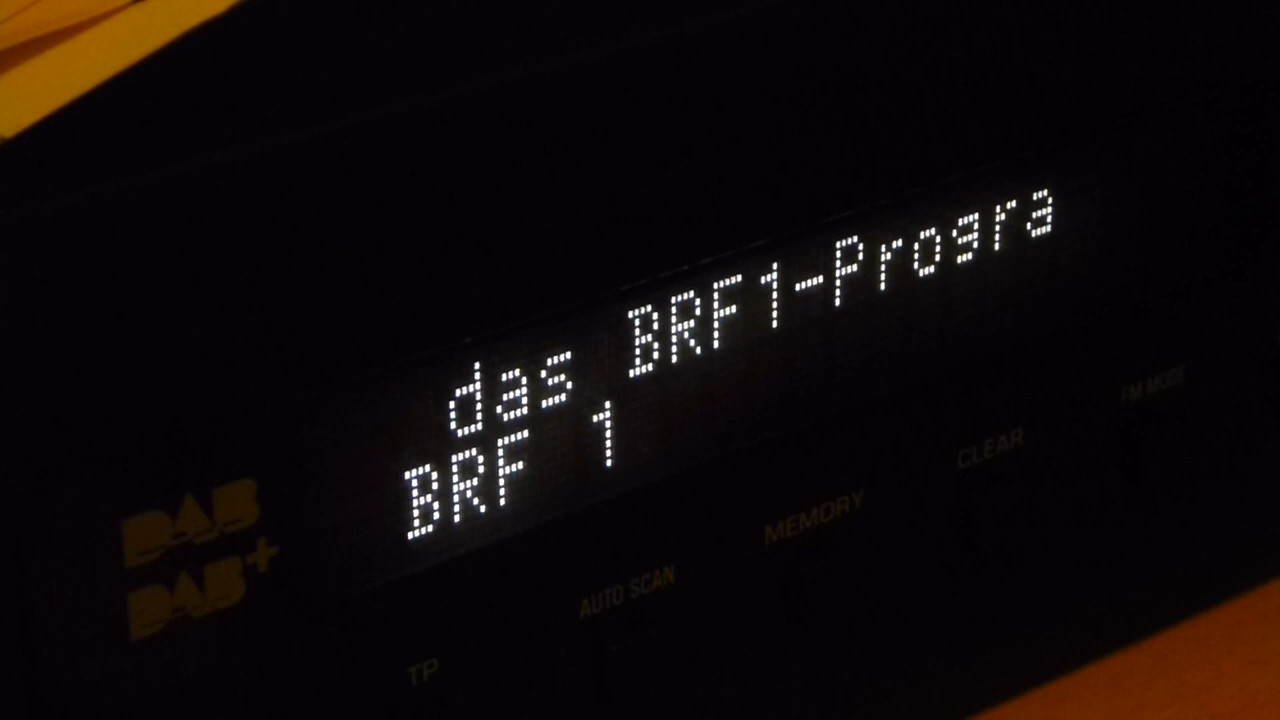 das BRF1-Progra
BRF 1
DAB
DAB+
TP
AUTO SCAN
MEMORY
CLEAR
FM MODE